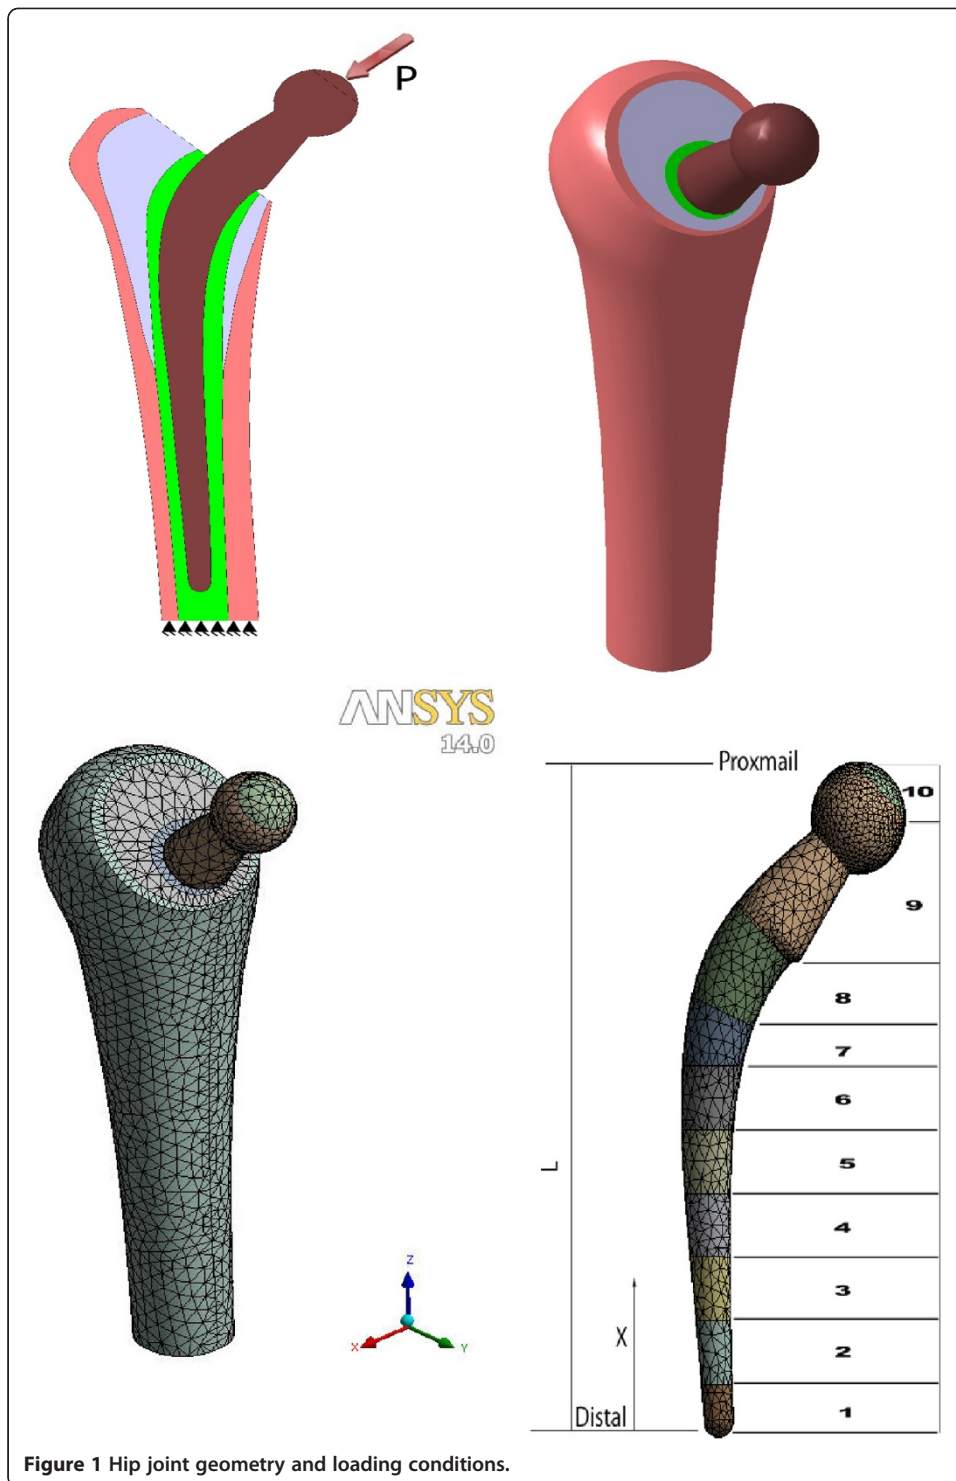 P
ANSYS
14.0
Proxmail
10
9
8
7
6
5
L
4
3
X
2
Distal
1
Z
X
Y
Figure 1 Hip joint geometry and loading conditions.